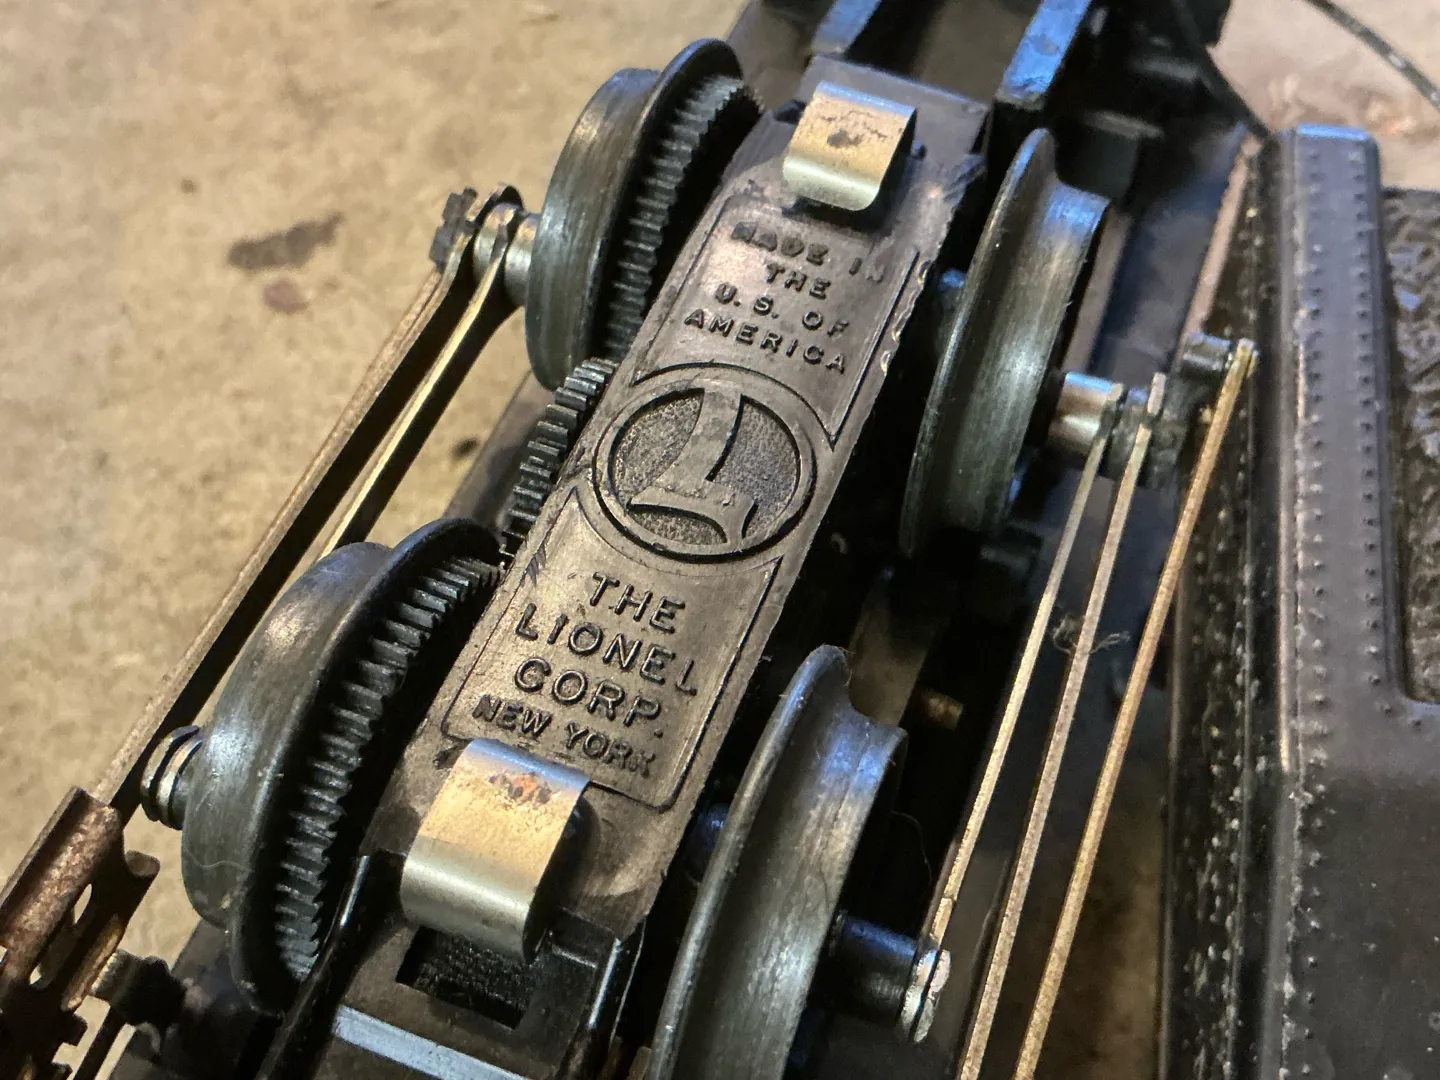 MADE IN
THE
U.S. OF
AMERICA
L
THE
LIONEL
CORP.
NEW YORK